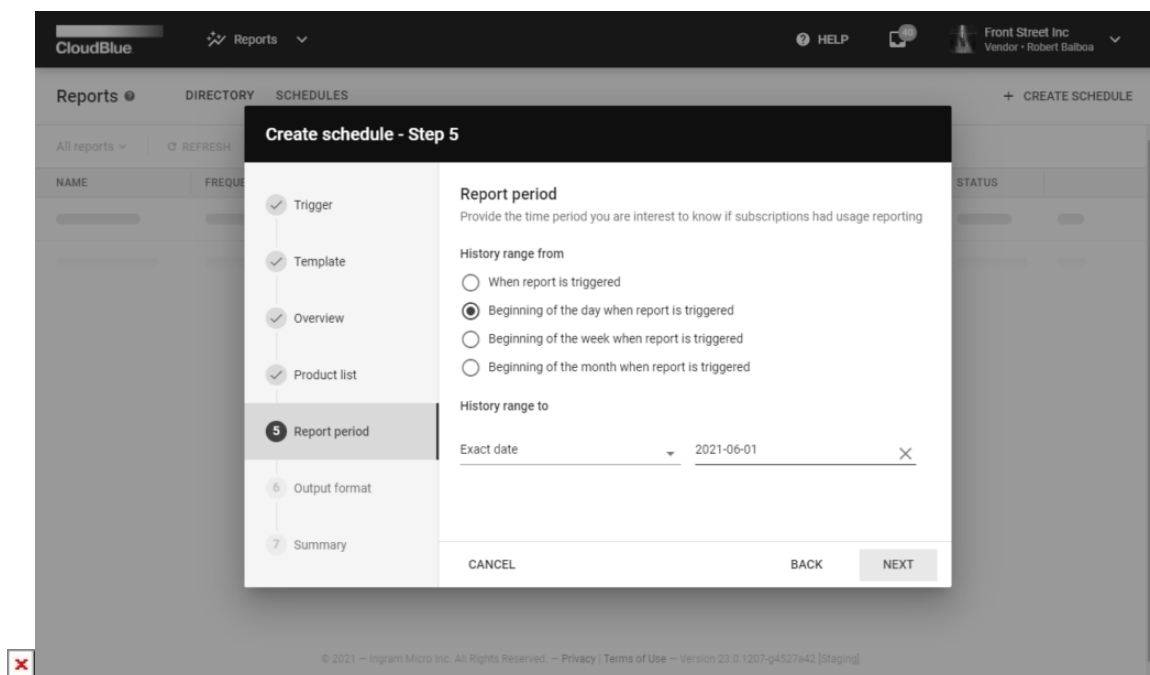 CloudBlue
Reports
HELP
40
Front Street Inc
Vendor • Robert Balboa
Reports
DIRECTORY
SCHEDULES
+ CREATE SCHEDULE
All reports
REFRESH
NAME
FREQUE
STATUS
Create schedule - Step 5
Trigger
Template
Overview
Product list
5 Report period
6 Output format
7 Summary
Report period
Provide the time period you are interest to know if subscriptions had usage reporting
History range from
When report is triggered
Beginning of the day when report is triggered
Beginning of the week when report is triggered
Beginning of the month when report is triggered
History range to
Exact date
2021-06-01
CANCEL
BACK
NEXT
© 2021 — Ingram Micro Inc. All Rights Reserved. — Privacy | Terms of Use — Version 23.0.1207-g4527a42 [Staging]